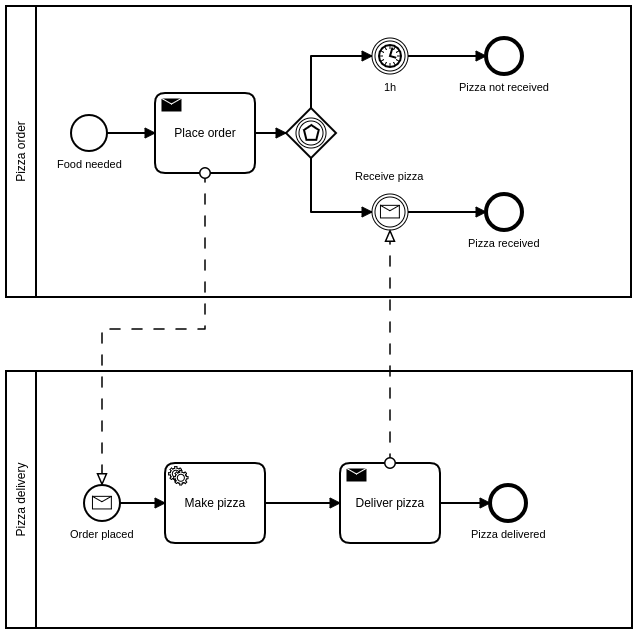 Pizza order
Food needed
Place order
1h
Pizza not received
Receive pizza
Pizza received
Pizza delivery
Order placed
Make pizza
Deliver pizza
Pizza delivered